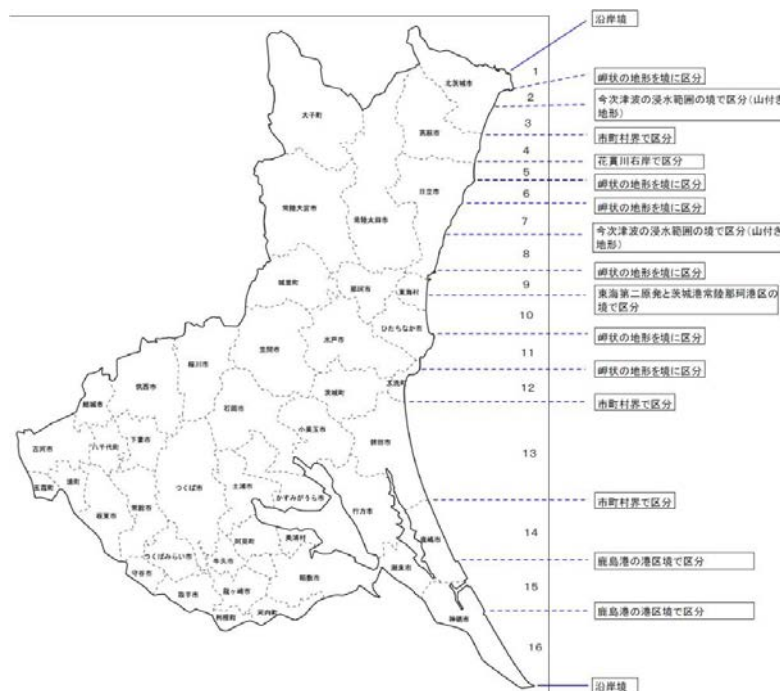 沿岸境
1
岬状の地形を境に区分
2
今次津波の浸水範囲の境で区分(山付き
地形)
3
市町村界で区分
4
花貫川右岸で区分
5
岬状の地形を境に区分
6
岬状の地形を境に区分
7
今次津波の浸水範囲の境で区分(山付き
地形)
8
岬状の地形を境に区分
9
東海第二原発と茨城港常陸那珂港区の
境で区分
10
岬状の地形を境に区分
11
岬状の地形を境に区分
12
市町村界で区分
13
市町村界で区分
14
鹿島港の港区境で区分
15
鹿島港の港区境で区分
16
沿岸境
北茨城市
大子町
高萩市
日立市
常陸大宮市
常陸太田市
城里町
那珂市
東海村
ひたちなか市
水戸市
笠間市
桜川市
筑西市
茨城町
大洗町
結城市
石岡市
小美玉市
鉾田市
古河市
八千代町
下妻市
五霞町
境町
つくば市
土浦市
かすみがうら市
行方市
坂東市
常総市
阿見町
美浦村
鹿嶋市
つくばみらい市
牛久市
潮来市
守谷市
稲敷市
取手市
龍ヶ崎市
利根町
河内町
神栖市